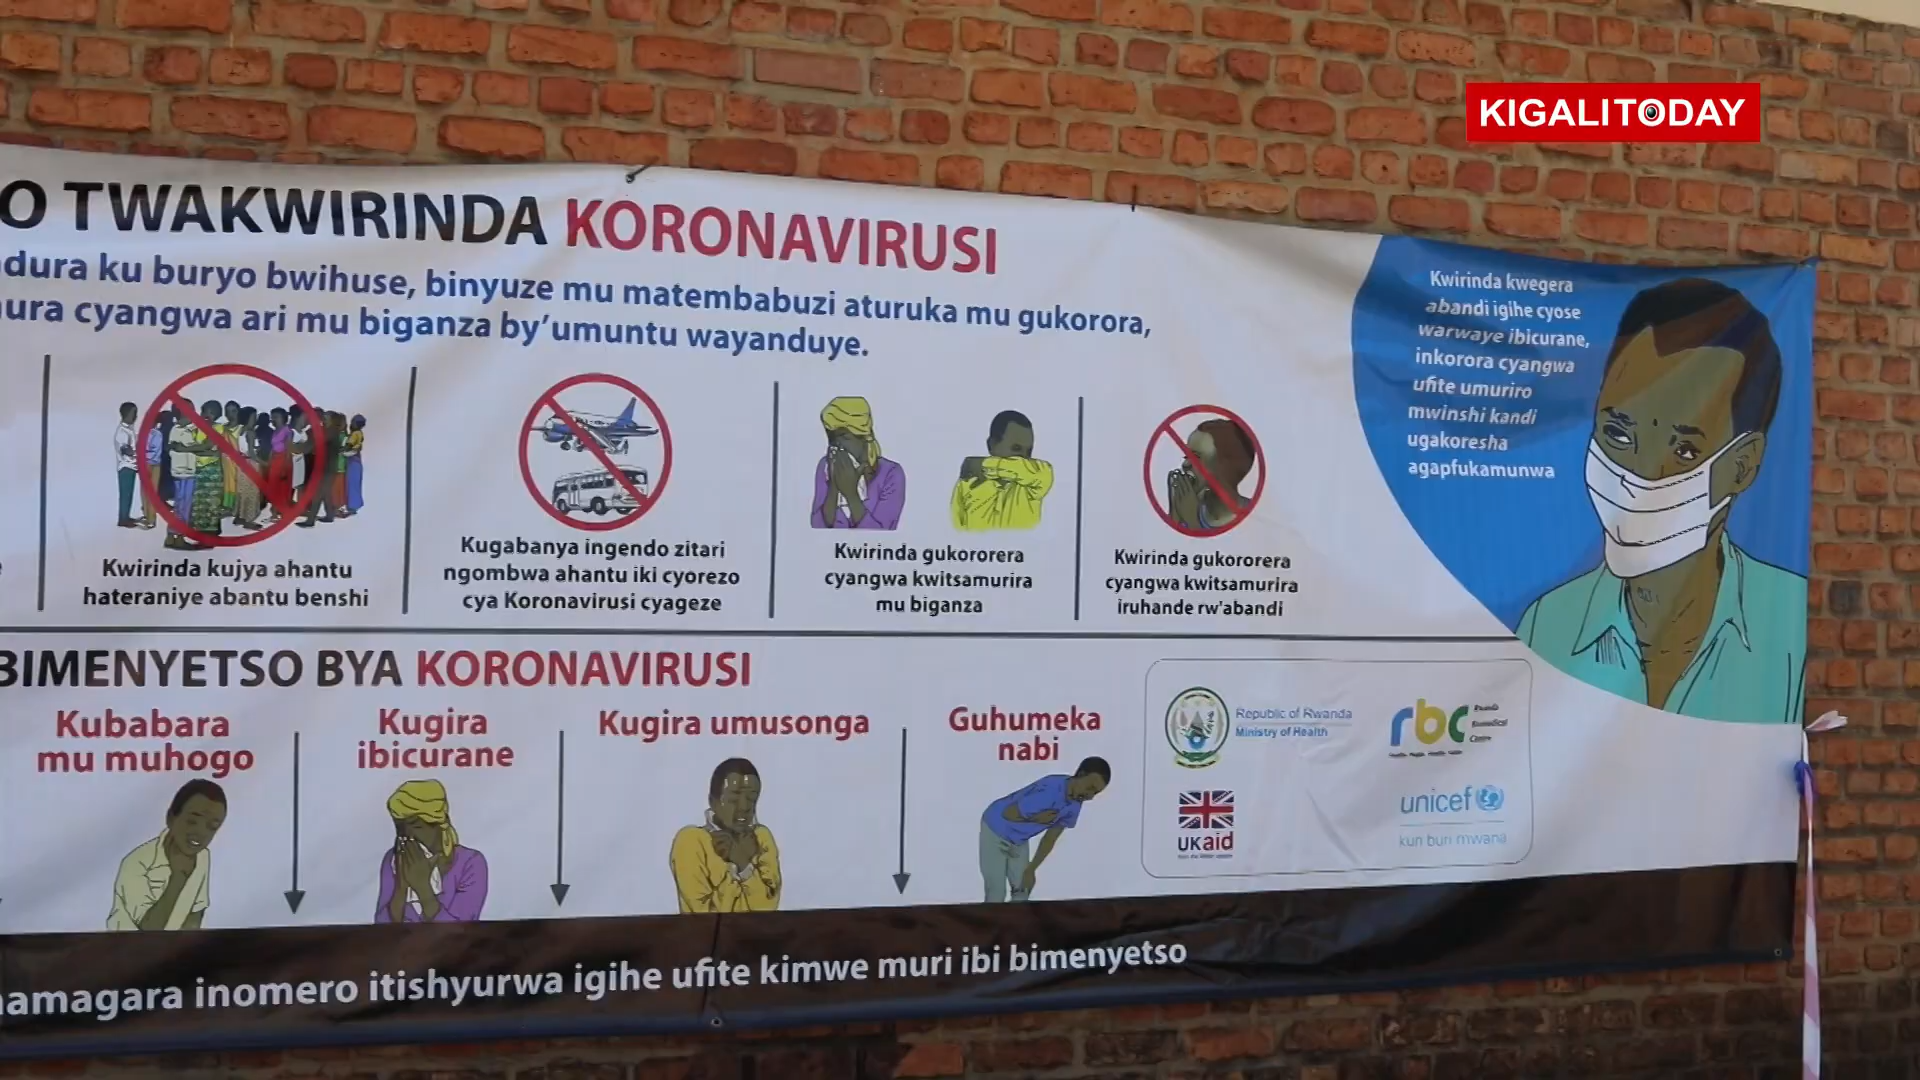 KIGALITODAY
O TWAKWIRINDA KORONAVIRUSI
dura ku buryo bwihuse, binyuze mu matembabuzi aturuka mu gukorora,
ura cyangwa ari mu biganza by'umuntu wayanduye.
Kwirinda kwegera
abandi igihe cyose
warwaye ibicurane,
inkorora cyangwa
ufite umuriro
mwinshi kandi
ugakoresha
agapfukamunwa
Kwirinda kujya ahantu
hateraniye abantu benshi
Kugabanya ingendo zitari
ngombwa ahantu iki cyorezo
cya Koronavirusi cyageze
Kwirinda gukororera
cyangwa kwitsamurira
mu biganza
Kwirinda gukororera
cyangwa kwitsamurira
iruhande rw'abandi
BIMENYETSO BYA KORONAVIRUSI
Kubabara
mu muhogo
Kugira
ibicurane
Kugira umusonga
Guhumeka
nabi
Republic of Rwanda
Ministry of Health
rbc
Rwanda
Biomedical
Centre
UKaid
unicef
kuri buri mwana
amagara inomero itishyurwa igihe ufite kimwe muri ibi bimenyetso